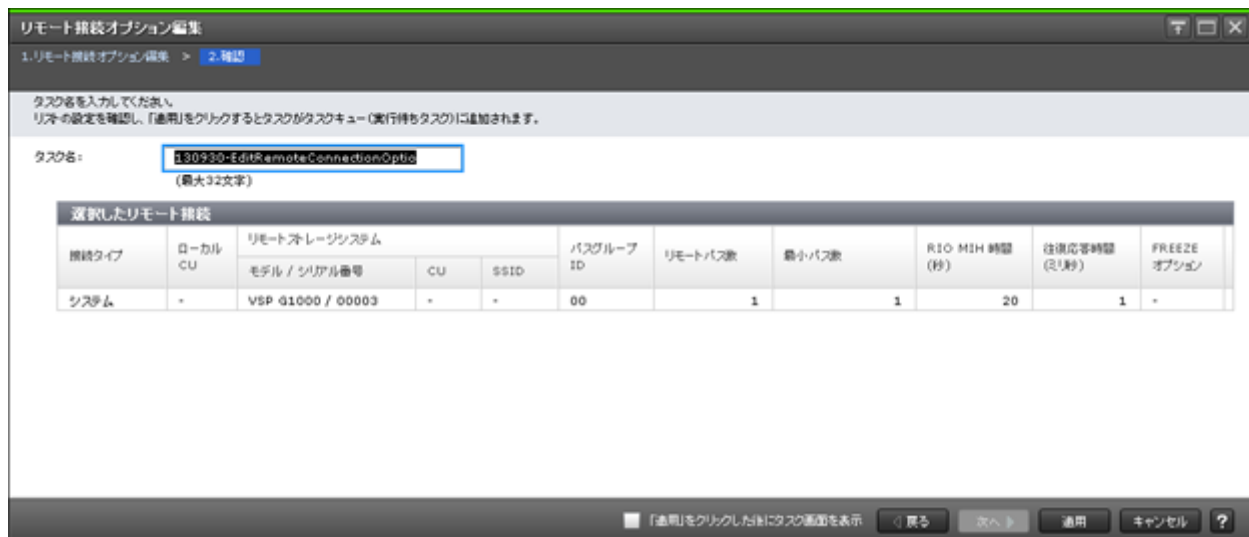 リモート接続オプション編集
1.リモート接続オプション編集 > 2.確認
タスク名を入力してください。
リストの設定を確認し、「適用」をクリックするとタスクがタスクキュー(実行待ちタスク)に追加されます。
タスク名: 130930-EditRemoteConnectionOptio
(最大32文字)
選択したリモート接続
接続タイプ ローカル CU リモートストレージシステム パスグループ ID リモートパス数 最小パス数 RIO MIH 時間 (秒) 往復応答時間 (ミリ秒) FREEZE オプション
モデル / シリアル番号 CU SSID
システム - VSP G1000 / 00003 - - 00 1 1 20 1 -
「適用」をクリックした後にタスク画面を表示 戻る 次へ 適用 キャンセル ?